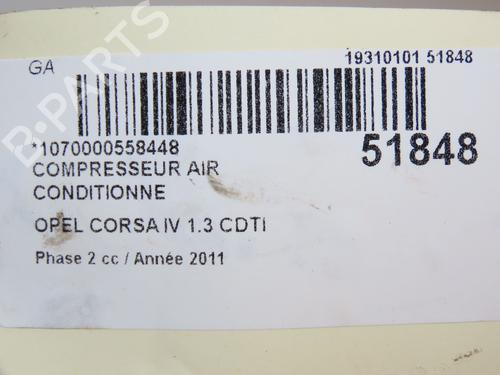 GA
19310101 51848
*1070000558448
51848
COMPRESSEUR AIR
CONDITIONNE
OPEL CORSA IV 1.3 CDTI
Phase 2 cc / Année 2011
B-PARTS